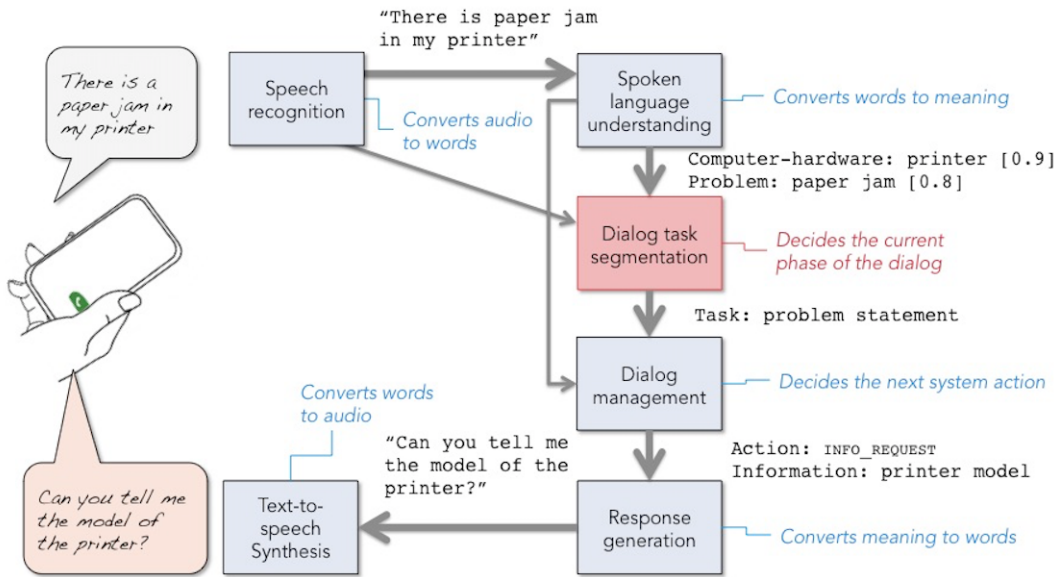 “There is paper jam
in my printer”
There is a
paper jam in
my printer
Speech
recognition
Converts audio
to words
Spoken
language
understanding
Converts words to meaning
Computer-hardware: printer [0.9]
Problem: paper jam [0.8]
Dialog task
segmentation
Decides the current
phase of the dialog
Task: problem statement
Dialog
management
Decides the next system action
Converts words
to audio
“Can you tell me
the model of the
printer?”
Action: INFO_REQUEST
Information: printer model
Can you tell me
the model of
the printer?
Text-to-
speech
Synthesis
Response
generation
Converts meaning to words